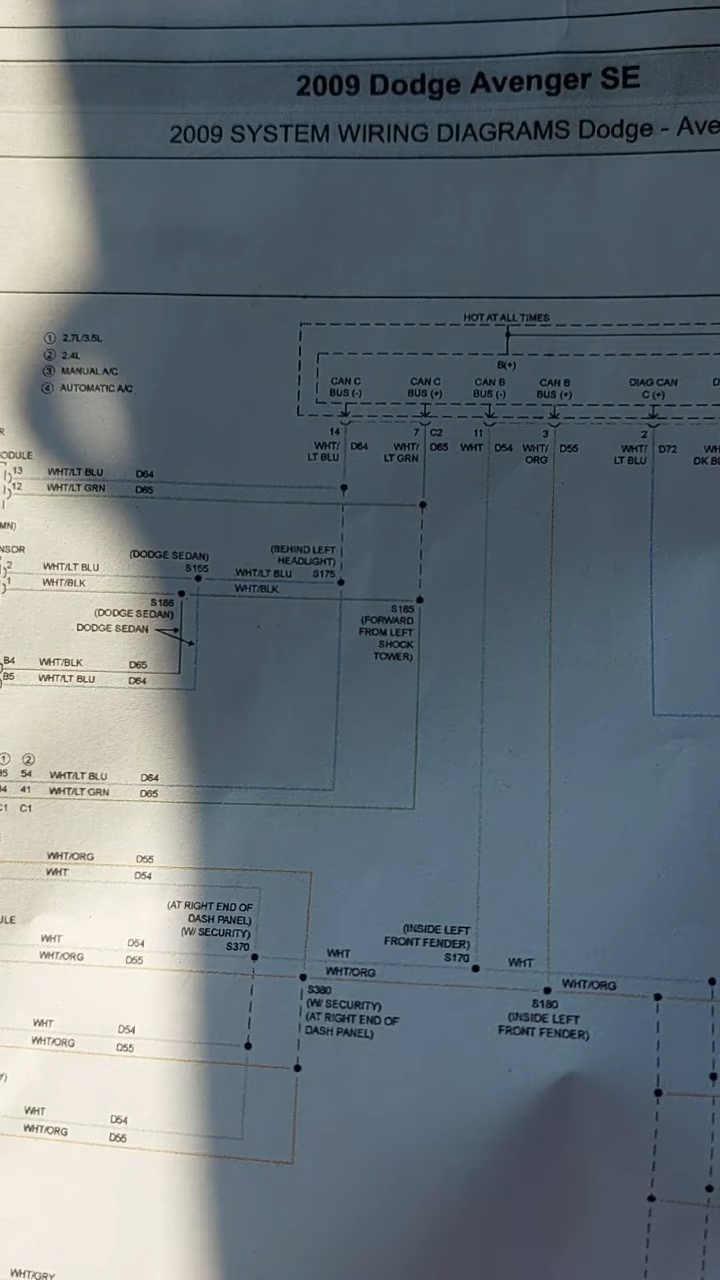 2009 Dodge Avenger SE
2009 SYSTEM WIRING DIAGRAMS Dodge - Ave
HOT AT ALL TIMES
① 2.7L/3.5L
② 2.4L
③ MANUAL A/C
④ AUTOMATIC A/C
B(+)
CAN C BUS (-)
CAN C BUS (+)
CAN B BUS (-)
CAN B BUS (+)
DIAG CAN C (+)
D
R
14
7 C2
11
3
2
WHT/ LT BLU D64
WHT/ LT GRN D65
WHT D54
WHT/ ORG D55
WHT/ LT BLU D72
WHT/ DK B
ODULE
13 WHT/LT BLU D64
12 WHT/LT GRN D65
MN)
NSOR
(DODGE SEDAN)
S155
(BEHIND LEFT
HEADLIGHT)
S175
2 WHT/LT BLU
WHT/LT BLU
1 WHT/BLK
WHT/BLK
S186
(DODGE SEDAN)
DODGE SEDAN
S185
(FORWARD
FROM LEFT
SHOCK
TOWER)
B4 WHT/BLK D65
B5 WHT/LT BLU D64
① ②
35 54 WHT/LT BLU D64
34 41 WHT/LT GRN D65
C1 C1
WHT/ORG D55
WHT D54
(AT RIGHT END OF
DASH PANEL)
(W/ SECURITY)
S370
(INSIDE LEFT
FRONT FENDER)
S170
ULE
WHT D54
WHT/ORG D55
WHT
WHT/ORG
WHT
WHT/ORG
S380
(W/ SECURITY)
(AT RIGHT END OF
DASH PANEL)
S180
(INSIDE LEFT
FRONT FENDER)
WHT D54
WHT/ORG D55
Y)
WHT D54
WHT/ORG D55
WHT/GRY